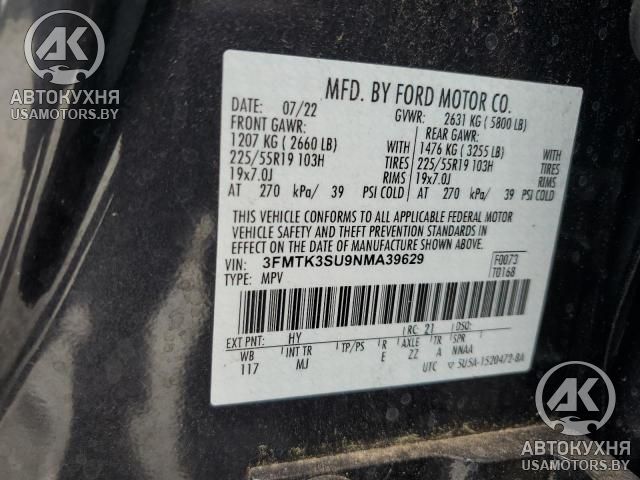 АК
АВТОКУХНЯ
USAMOTORS.BY
MFD. BY FORD MOTOR CO.
DATE: 07/22 GVWR: 2631 KG ( 5800 LB)
FRONT GAWR: REAR GAWR:
1207 KG ( 2660 LB) WITH 1476 KG ( 3255 LB) WITH
225/55R19 103H TIRES 225/55R19 103H TIRES
19x7.0J RIMS 19x7.0J RIMS
AT 270 kPa/ 39 PSI COLD AT 270 kPa/ 39 PSI COLD
THIS VEHICLE CONFORMS TO ALL APPLICABLE FEDERAL MOTOR
VEHICLE SAFETY AND THEFT PREVENTION STANDARDS IN
EFFECT ON THE DATE OF MANUFACTURE SHOWN ABOVE.
VIN: 3FMTK3SU9NMA39629 F0073
TYPE: MPV T0168
EXT PNT: HY RC: 21 DSO:
WB INT TR TP/PS R AXLE TR SPR
117 MJ E ZZ A NNAA
UTC 5U5A-1520472-8A
АК
АВТОКУХНЯ
USAMOTORS.BY